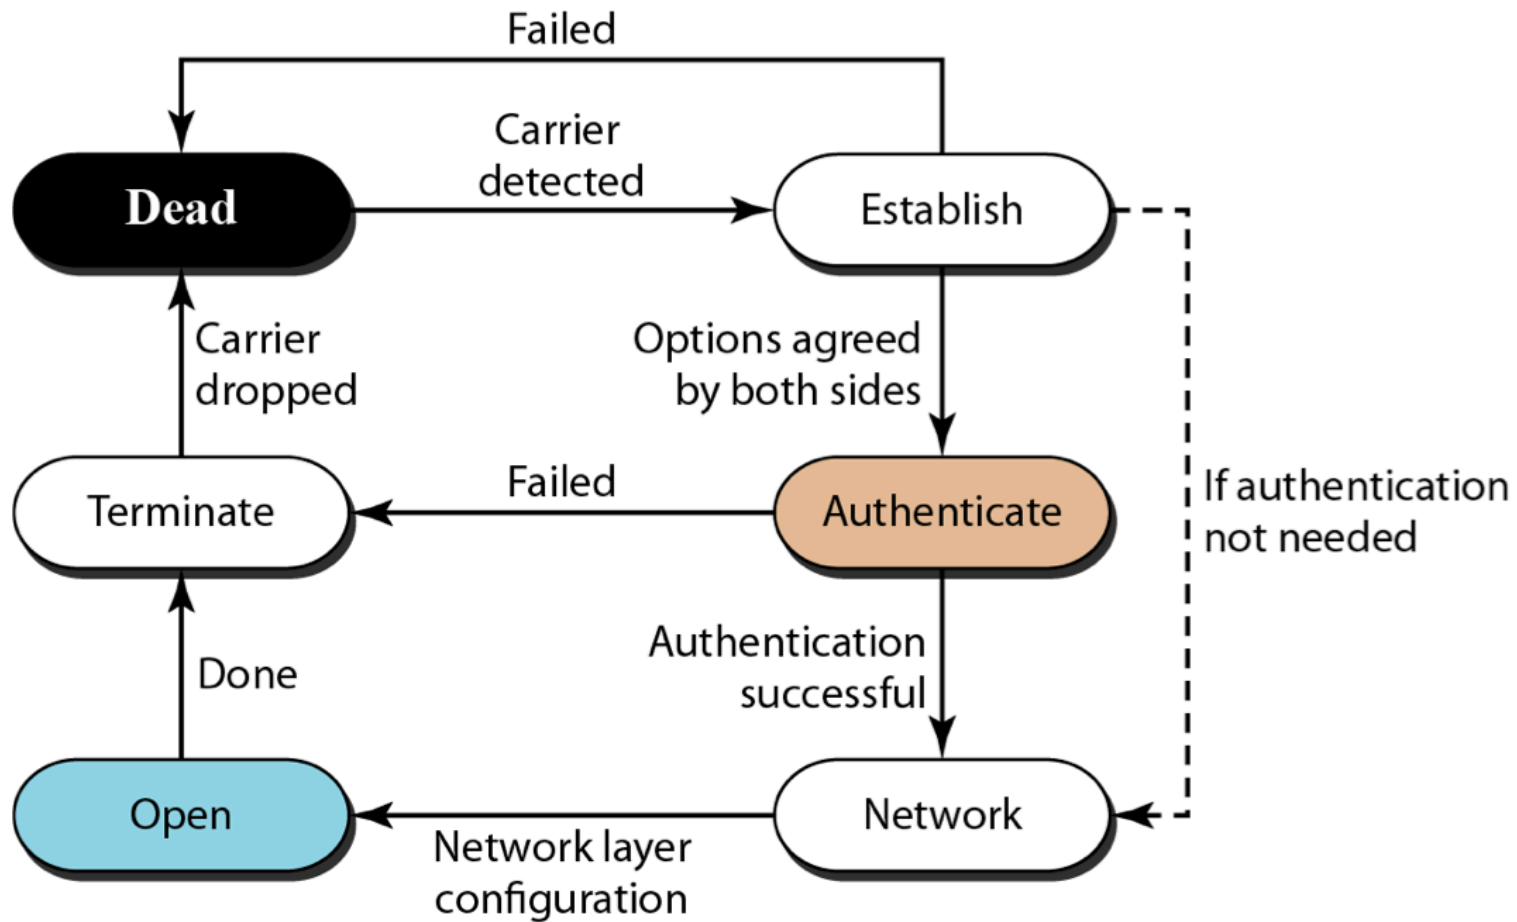 Failed
Carrier
detected
Dead
Establish
Carrier
dropped
Options agreed
by both sides
If authentication
not needed
Terminate
Failed
Authenticate
Done
Authentication
successful
Open
Network
Network layer
configuration